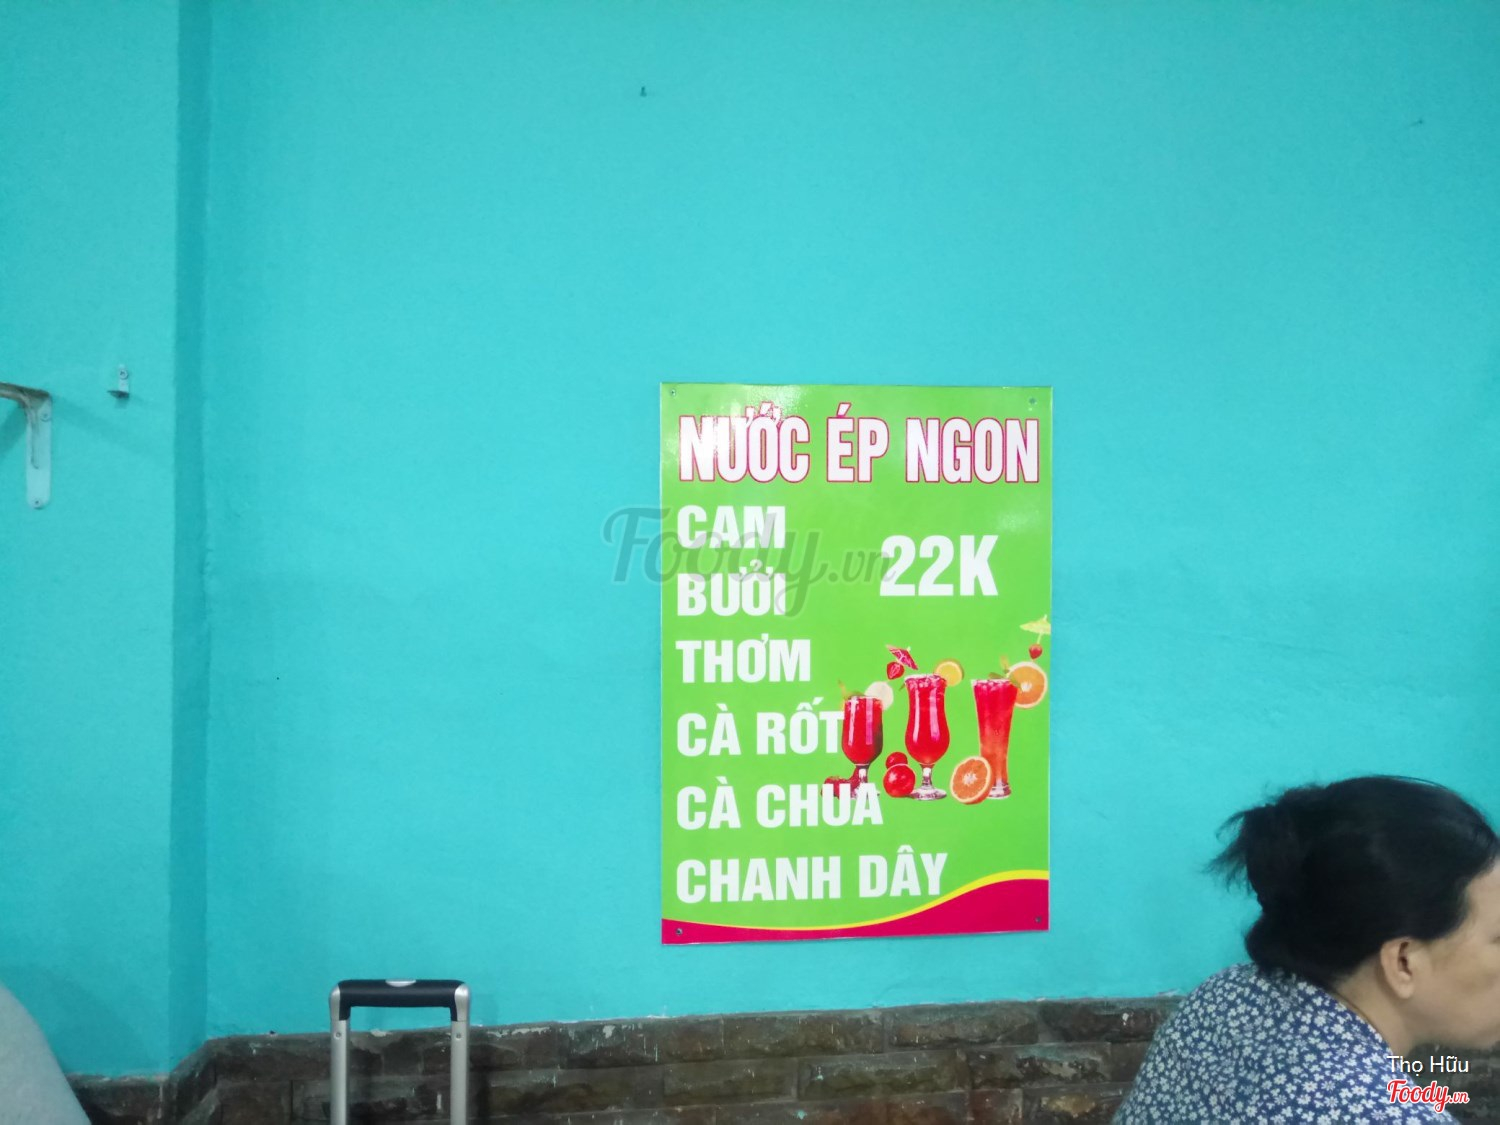 NƯỚC ÉP NGON
CAM
22K
BƯỞI
THƠM
CÀ RỐT
CÀ CHUA
CHANH DÂY
Foody.vn
Thọ Hữu
Foody.vn